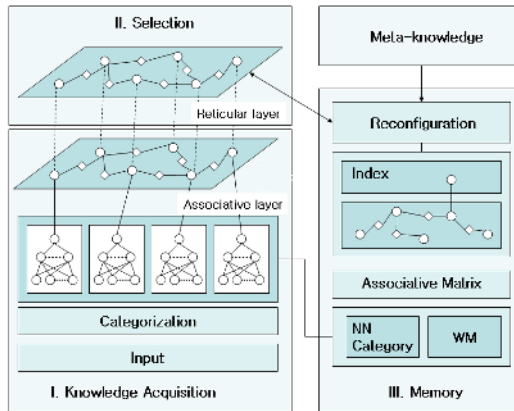 II. Selection
Reticular layer
Associative layer
Categorization
Input
I. Knowledge Acquisition
Meta-knowledge
Reconfiguration
Index
Associative Matrix
NN
Category
WM
III. Memory